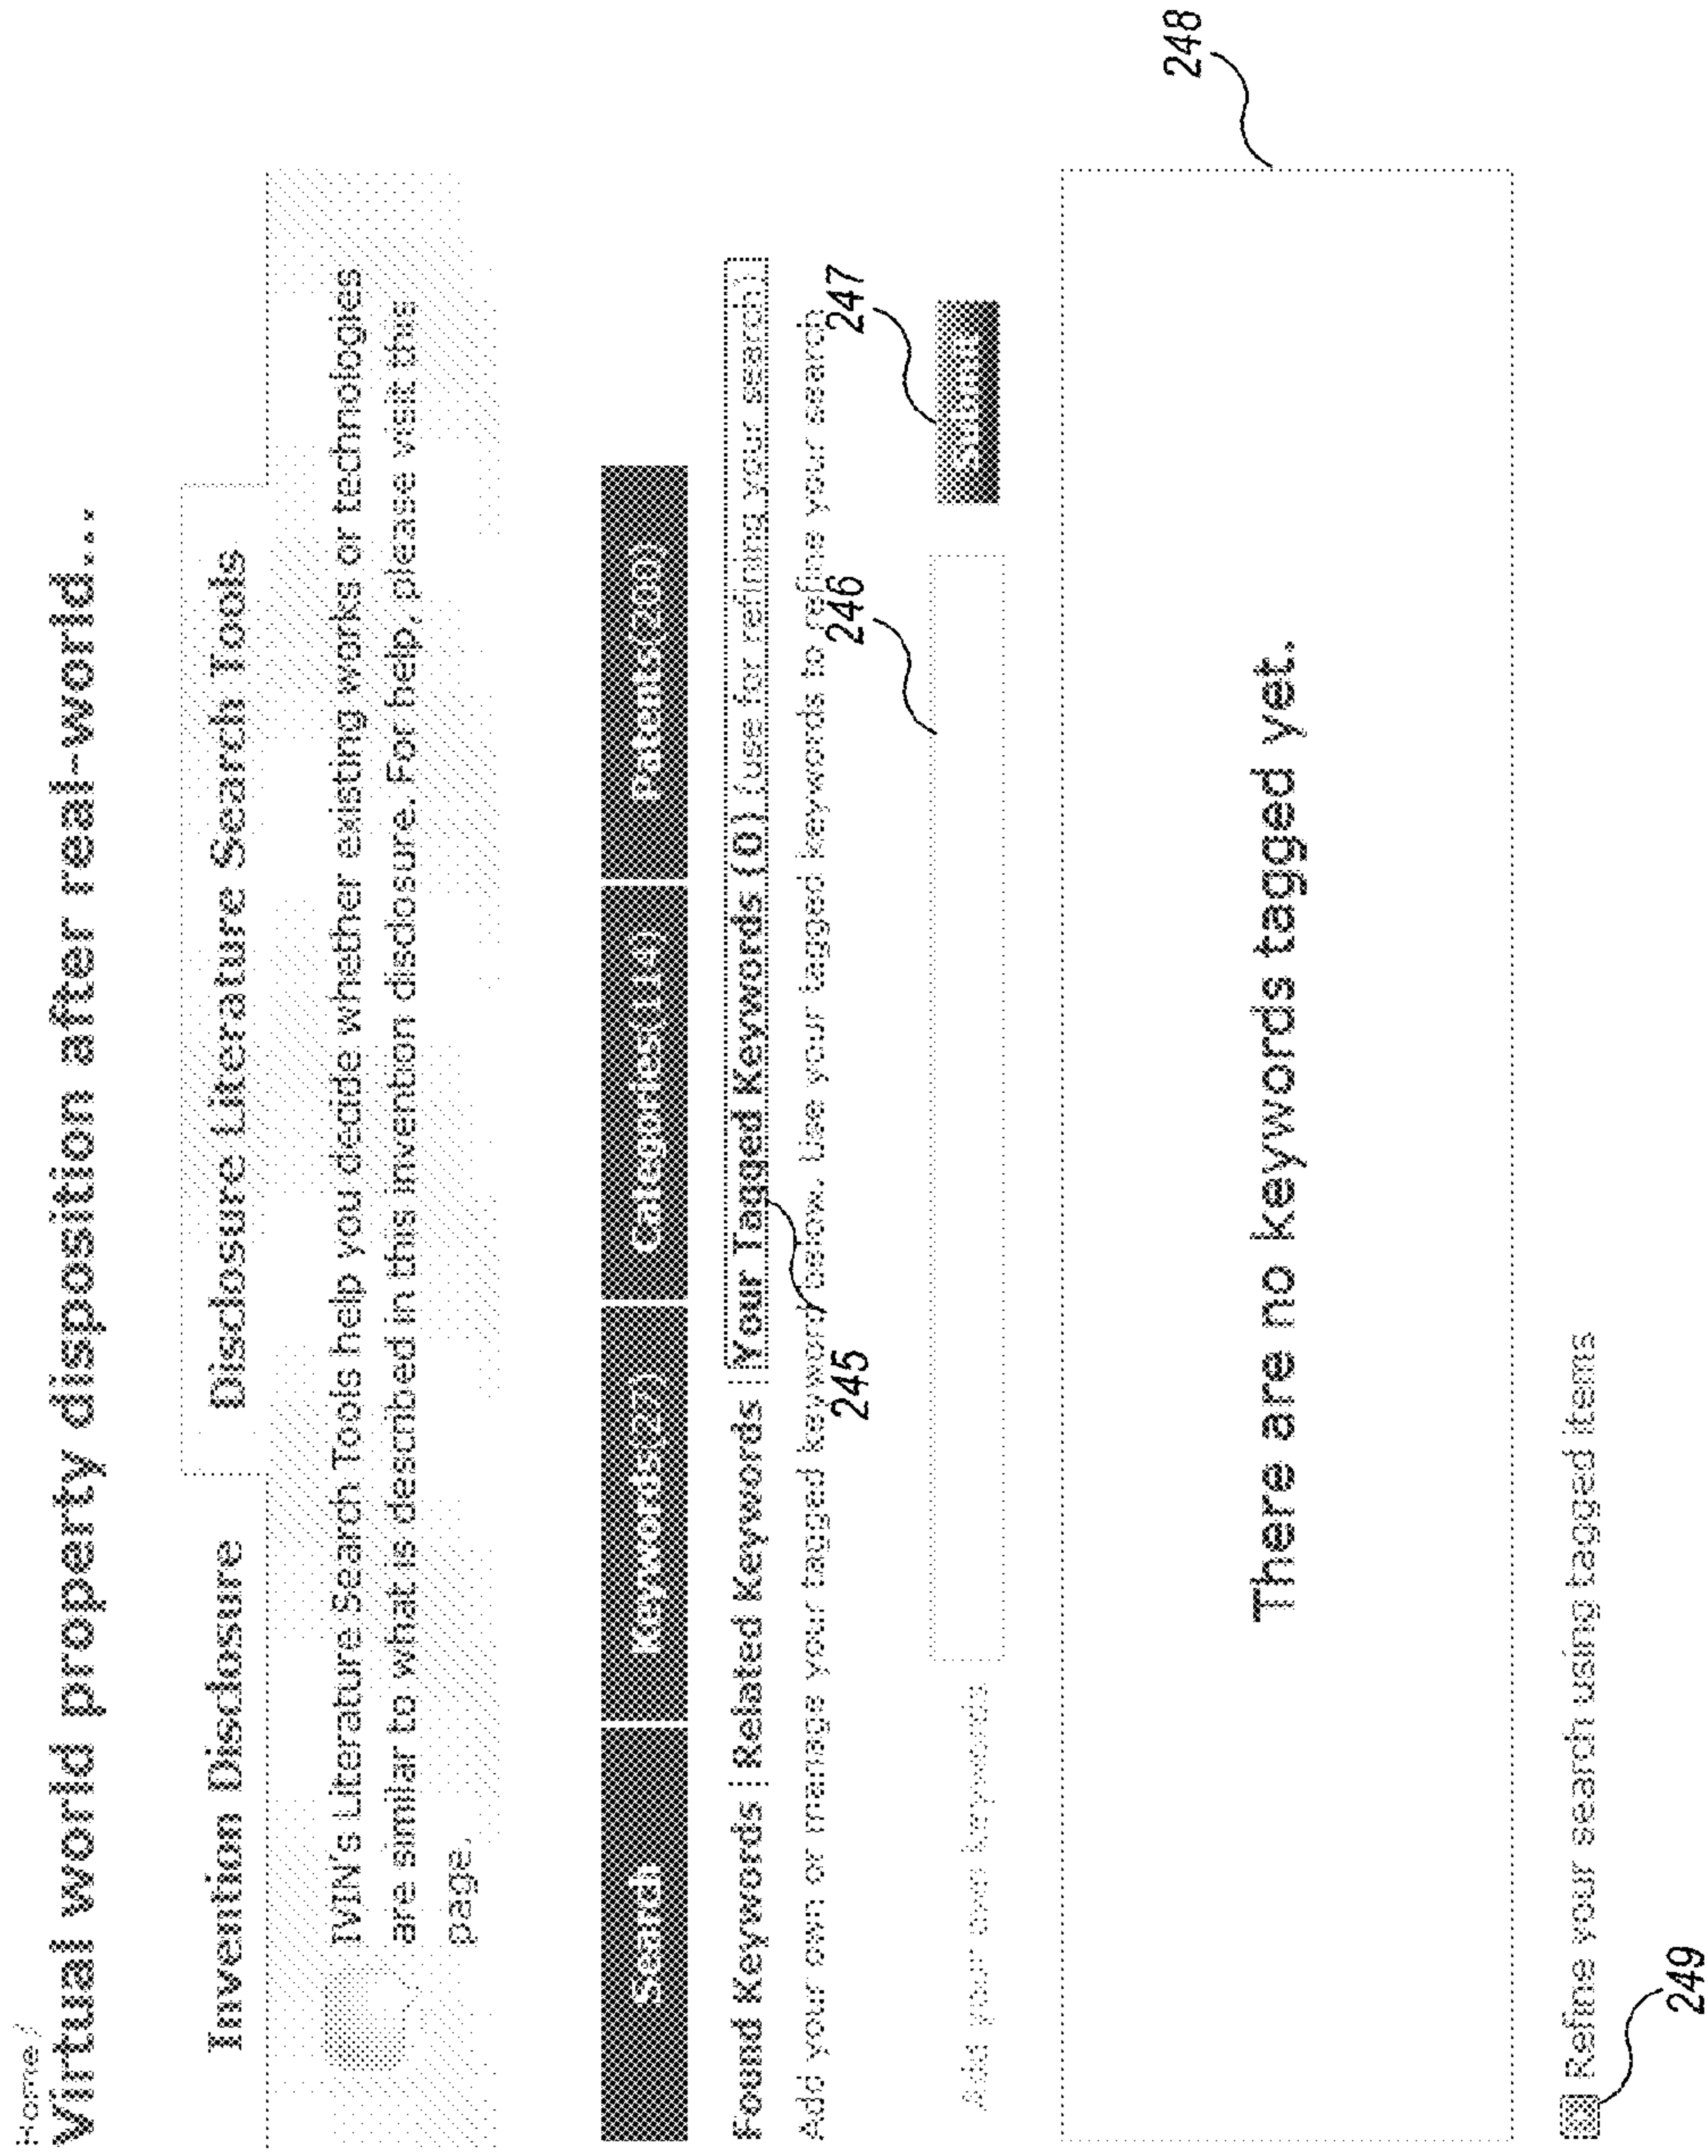 Home /
Virtual world property disposition after real-world...
Invention Disclosure
Disclosure Literature Search Tools
IVIN's Literature Search Tools help you decide whether existing works or technologies
are similar to what is described in this invention disclosure. For help, please visit this
page.
Search
Keywords(27)
Categories(114)
Patents(200)
Found Keywords | Related Keywords | Your Tagged Keywords (0) (use for refining your search)
245
Add your own or manage your tagged keyword below. Use your tagged keywords to refine your search
Add your own keywords
246
Submit
247
248
There are no keywords tagged yet.
Refine your search using tagged items
249